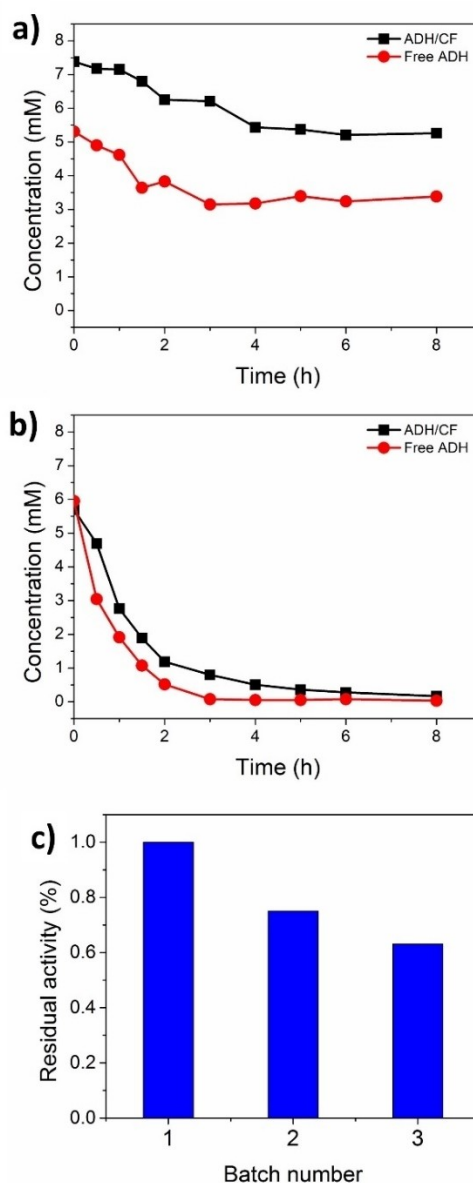 a)
ADH/CF
Free ADH
8
7
6
5
4
3
2
1
0
Concentration (mM)
0 2 4 6 8
Time (h)
b)
ADH/CF
Free ADH
8
7
6
5
4
3
2
1
0
Concentration (mM)
0 2 4 6 8
Time (h)
c)
1.0
0.8
0.6
0.4
0.2
0.0
Residual activity (%)
1 2 3
Batch number